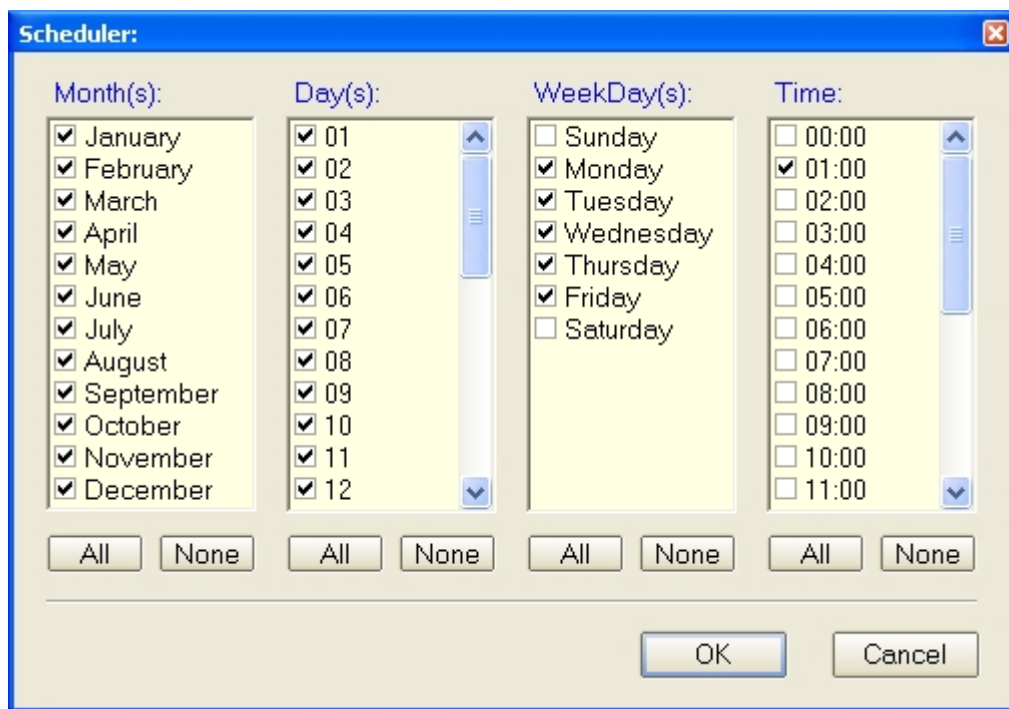 Scheduler:
Month(s): Day(s): WeekDay(s): Time:
January 01 Sunday 00:00
February 02 Monday 01:00
March 03 Tuesday 02:00
April 04 Wednesday 03:00
May 05 Thursday 04:00
June 06 Friday 05:00
July 07 Saturday 06:00
August 08 07:00
September 09 08:00
October 10 09:00
November 11 10:00
December 12 11:00
All None All None All None All None
OK Cancel